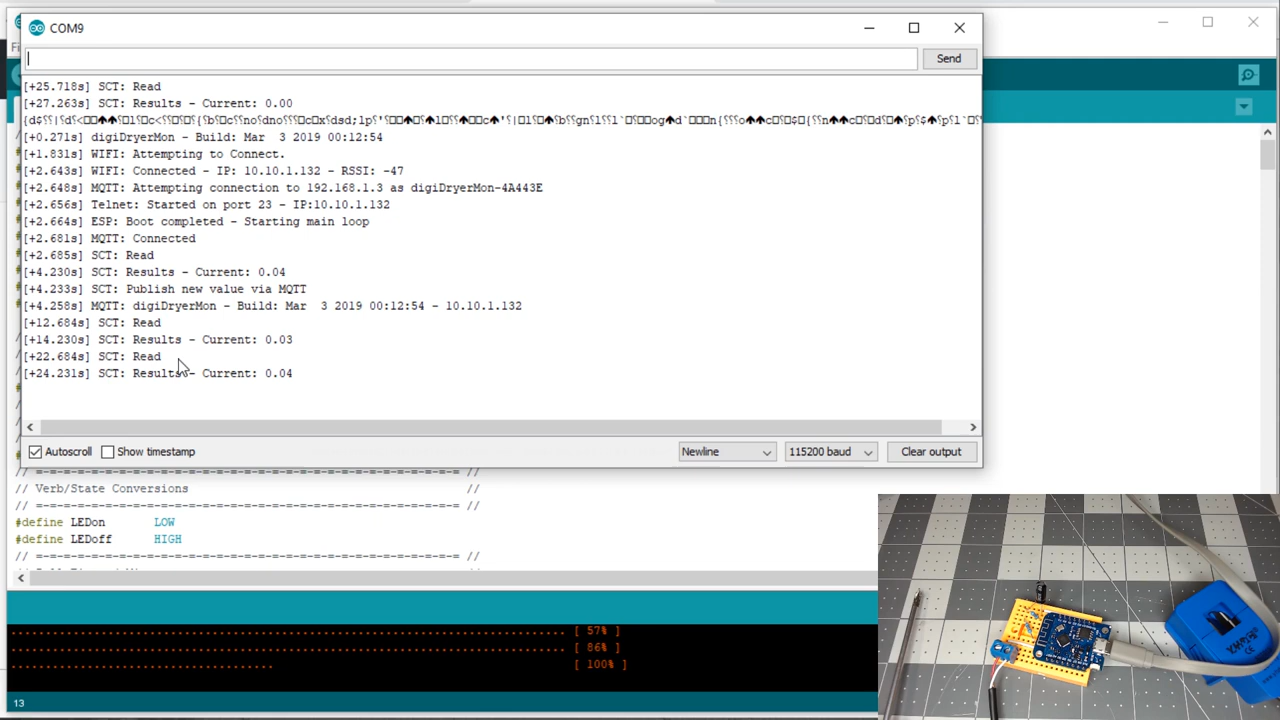 COM9
Send
[+25.718s] SCT: Read
[+27.263s] SCT: Results - Current: 0.00
[+0.271s] digiDryerMon - Build: Mar  3 2019 00:12:54
[+1.831s] WIFI: Attempting to Connect.
[+2.643s] WIFI: Connected - IP: 10.10.1.132 - RSSI: -47
[+2.648s] MQTT: Attempting connection to 192.168.1.3 as digiDryerMon-4A443E
[+2.656s] Telnet: Started on port 23 - IP:10.10.1.132
[+2.664s] ESP: Boot completed - Starting main loop
[+2.681s] MQTT: Connected
[+2.685s] SCT: Read
[+4.230s] SCT: Results - Current: 0.04
[+4.233s] SCT: Publish new value via MQTT
[+4.258s] MQTT: digiDryerMon - Build: Mar  3 2019 00:12:54 - 10.10.1.132
[+12.684s] SCT: Read
[+14.230s] SCT: Results - Current: 0.03
[+22.684s] SCT: Read
[+24.231s] SCT: Results - Current: 0.04
Autoscroll Show timestamp Newline 115200 baud Clear output
// =-=-=-=-=-=-=-=-=-=-=-=-=-=-=-=-=-=-=-=-=-=-=-=-=-=-=-=-=-= //
// Verb/State Conversions //
// =-=-=-=-=-=-=-=-=-=-=-=-=-=-=-=-=-=-=-=-=-=-=-=-=-=-=-=-=-= //
#define LEDon LOW
#define LEDoff HIGH
// =-=-=-=-=-=-=-=-=-=-=-=-=-=-=-=-=-=-=-=-=-=-=-=-=-=-=-=-=-= //
[ 57% ]
[ 86% ]
[ 100% ]
13